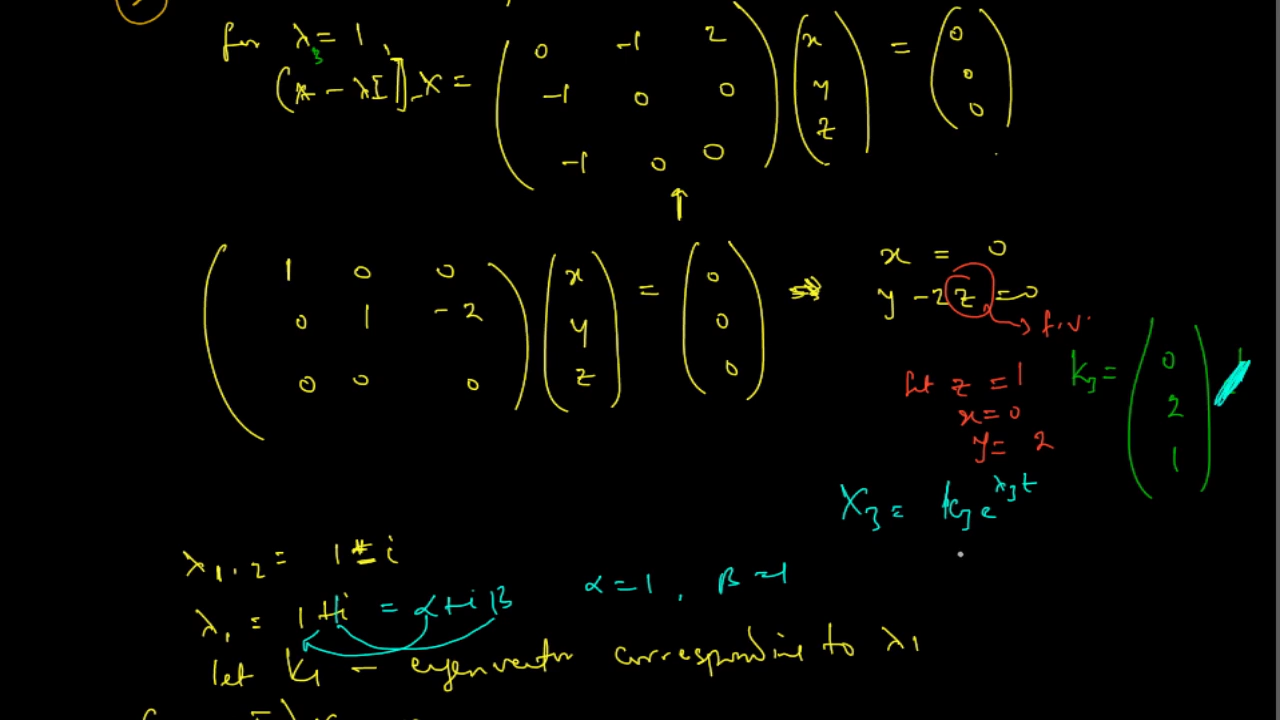 for λ₃ = 1,
(A - λI).X = ( 0 -1 2 ) ( x ) = ( 0 )
( -1 0 0 ) ( y ) ( 0 )
( -1 0 0 ) ( z ) ( 0 )
↑
( 1 0 0 ) ( x ) = ( 0 ) ⇒ x = 0
( 0 1 -2 ) ( y ) ( 0 ) y - 2z = 0
( 0 0 0 ) ( z ) ( 0 ) → f.v.
let z = 1
x = 0
y = 2
K₃ = ( 0
2
1 )
X₃ = K₃e^λ₃t
λ₁,₂ = 1 ± i
λ₁ = 1+i = α+iβ α=1, β=1
let K₁ - eigenvector corresponding to λ₁